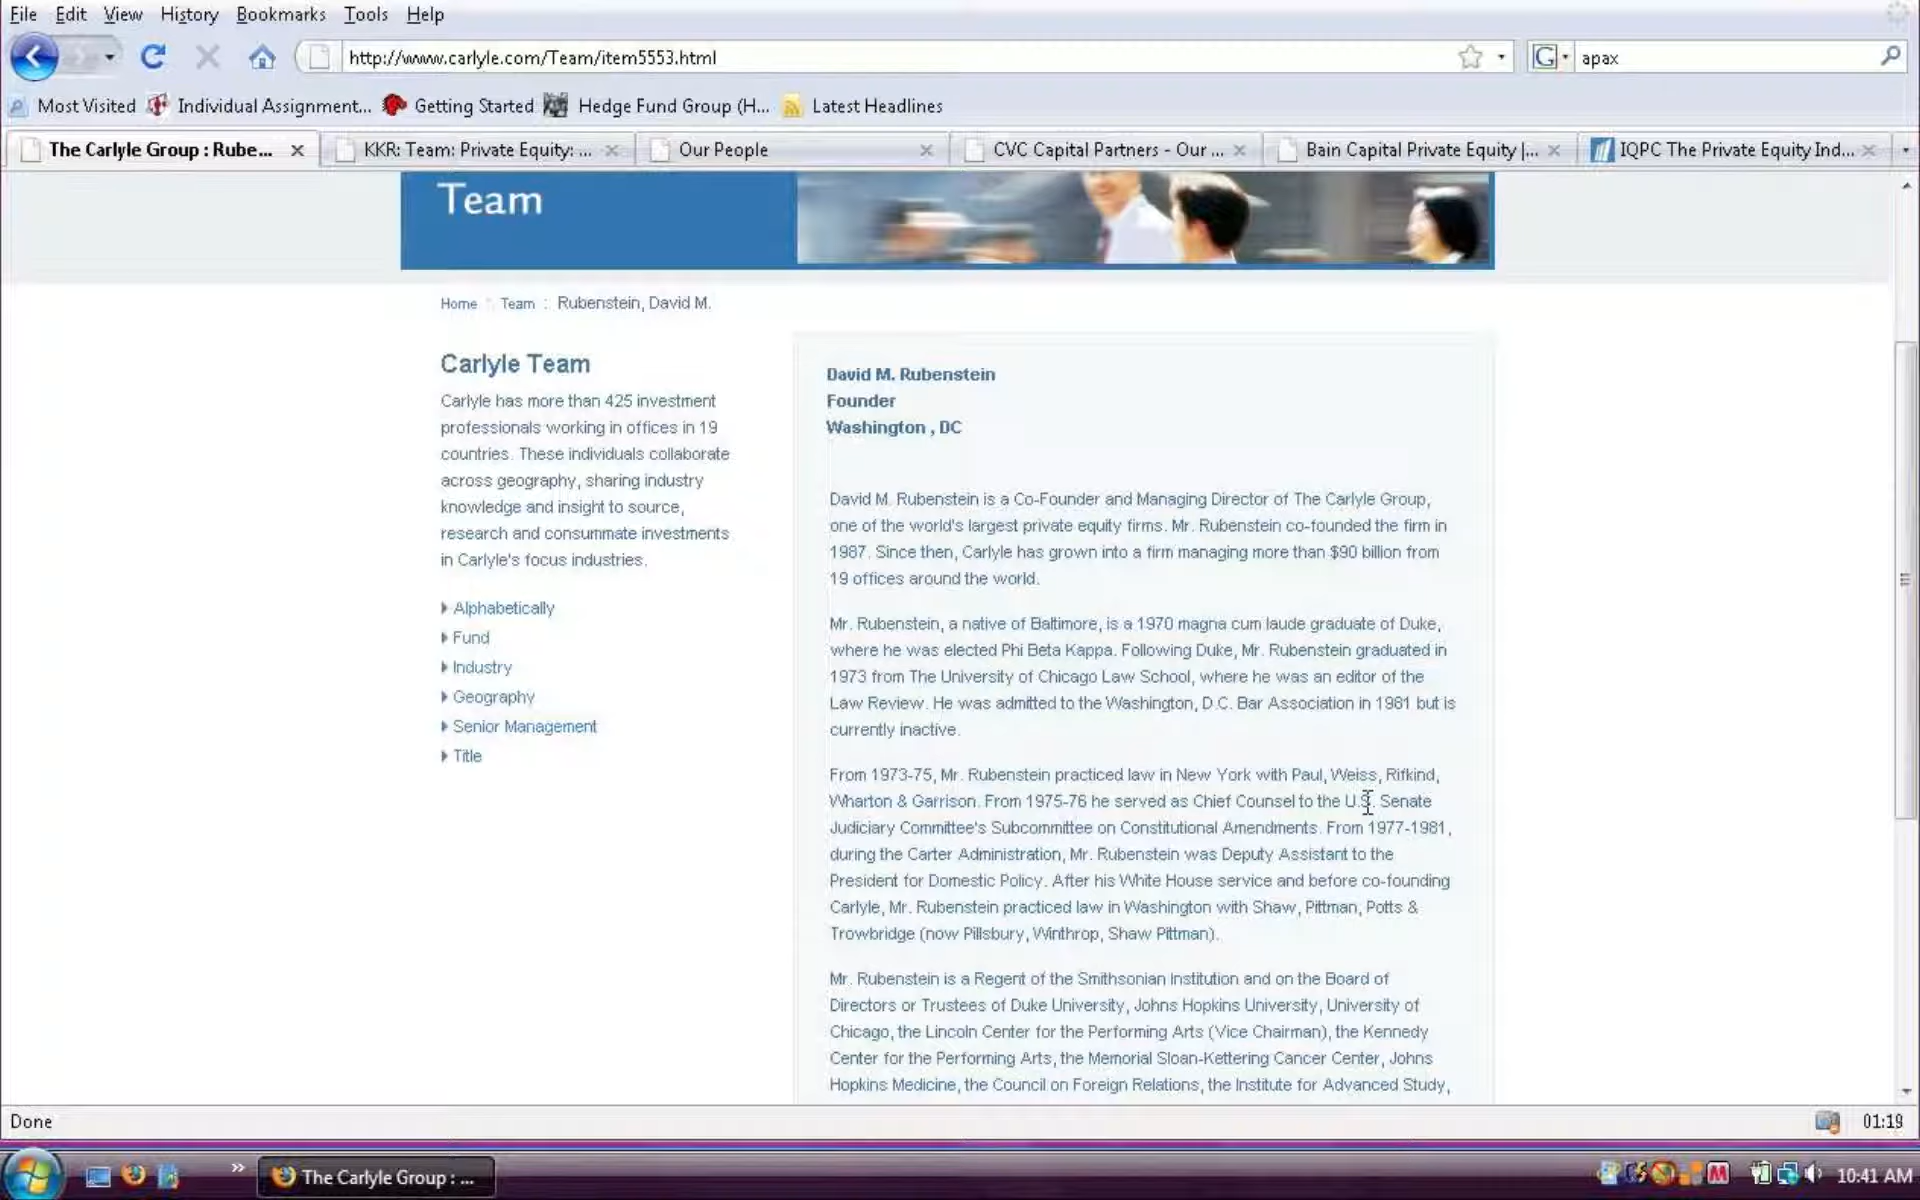 File Edit View History Bookmarks Tools Help
http://www.carlyle.com/Team/item5553.html
G apax
Most Visited Individual Assignment... Getting Started Hedge Fund Group (H... Latest Headlines
The Carlyle Group : Rube... KKR: Team: Private Equity: ... Our People CVC Capital Partners - Our ... Bain Capital Private Equity |... IQPC The Private Equity Ind...
Team
Home : Team : Rubenstein, David M.
Carlyle Team
Carlyle has more than 425 investment
professionals working in offices in 19
countries. These individuals collaborate
across geography, sharing industry
knowledge and insight to source,
research and consummate investments
in Carlyle's focus industries.
Alphabetically
Fund
Industry
Geography
Senior Management
Title
David M. Rubenstein
Founder
Washington , DC
David M. Rubenstein is a Co-Founder and Managing Director of The Carlyle Group,
one of the world's largest private equity firms. Mr. Rubenstein co-founded the firm in
1987. Since then, Carlyle has grown into a firm managing more than $90 billion from
19 offices around the world.
Mr. Rubenstein, a native of Baltimore, is a 1970 magna cum laude graduate of Duke,
where he was elected Phi Beta Kappa. Following Duke, Mr. Rubenstein graduated in
1973 from The University of Chicago Law School, where he was an editor of the
Law Review. He was admitted to the Washington, D.C. Bar Association in 1981 but is
currently inactive.
From 1973-75, Mr. Rubenstein practiced law in New York with Paul, Weiss, Rifkind,
Wharton & Garrison. From 1975-76 he served as Chief Counsel to the U.S. Senate
Judiciary Committee's Subcommittee on Constitutional Amendments. From 1977-1981,
during the Carter Administration, Mr. Rubenstein was Deputy Assistant to the
President for Domestic Policy. After his White House service and before co-founding
Carlyle, Mr. Rubenstein practiced law in Washington with Shaw, Pittman, Potts &
Trowbridge (now Pillsbury, Winthrop, Shaw Pittman).
Mr. Rubenstein is a Regent of the Smithsonian Institution and on the Board of
Directors or Trustees of Duke University, Johns Hopkins University, University of
Chicago, the Lincoln Center for the Performing Arts (Vice Chairman), the Kennedy
Center for the Performing Arts, the Memorial Sloan-Kettering Cancer Center, Johns
Hopkins Medicine, the Council on Foreign Relations, the Institute for Advanced Study,
Done
01:19
The Carlyle Group : ...
10:41 AM